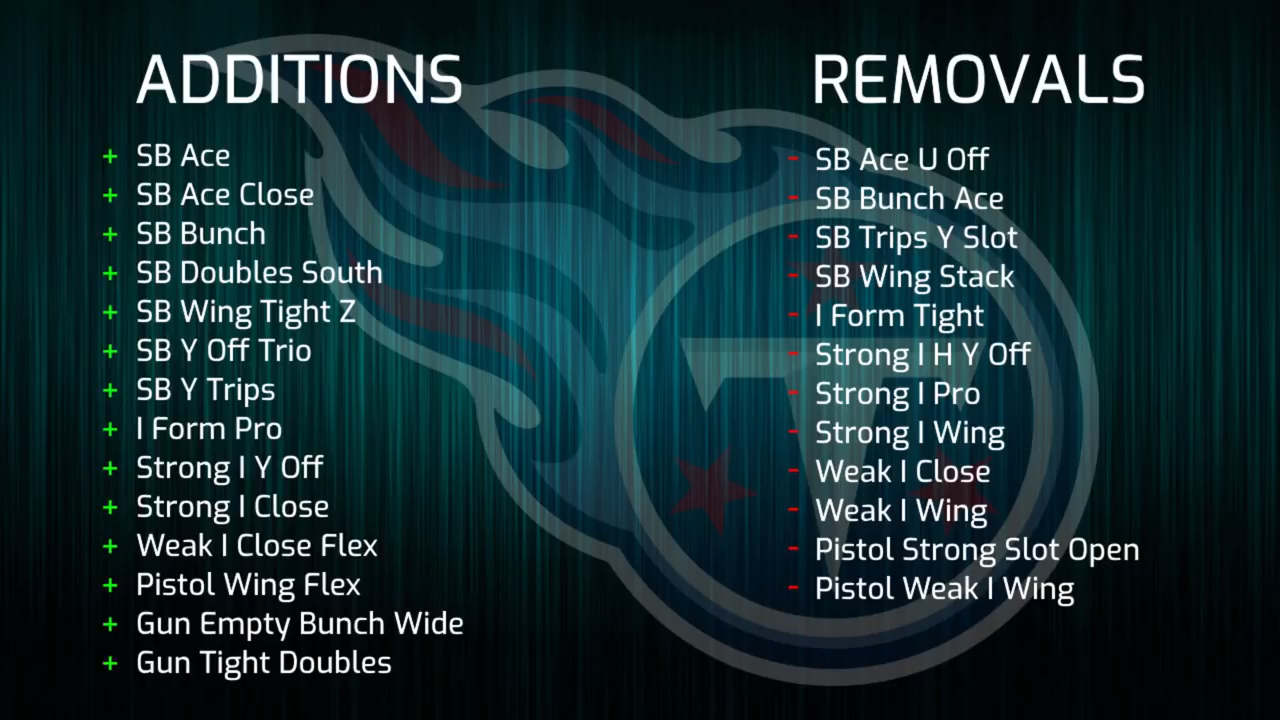 ADDITIONS
+ SB Ace
+ SB Ace Close
+ SB Bunch
+ SB Doubles South
+ SB Wing Tight Z
+ SB Y Off Trio
+ SB Y Trips
+ I Form Pro
+ Strong I Y Off
+ Strong I Close
+ Weak I Close Flex
+ Pistol Wing Flex
+ Gun Empty Bunch Wide
+ Gun Tight Doubles
REMOVALS
- SB Ace U Off
- SB Bunch Ace
- SB Trips Y Slot
- SB Wing Stack
- I Form Tight
- Strong I H Y Off
- Strong I Pro
- Strong I Wing
- Weak I Close
- Weak I Wing
- Pistol Strong Slot Open
- Pistol Weak I Wing